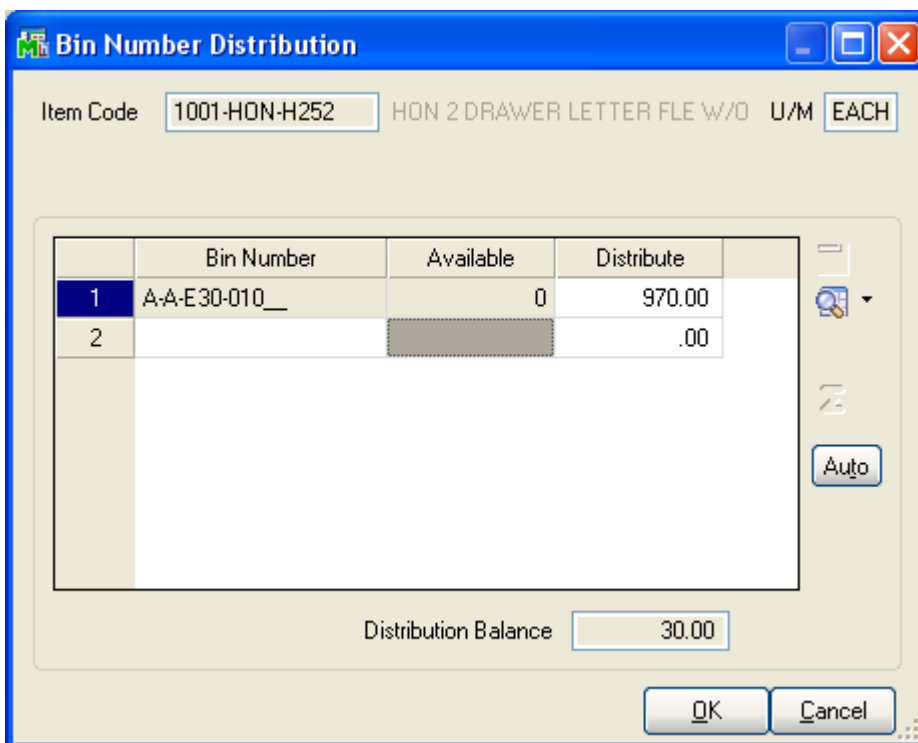 Bin Number Distribution
Item Code 1001-HON-H252 HON 2 DRAWER LETTER FLE W/O U/M EACH
Bin Number Available Distribute
1 A-A-E30-010__ 0 970.00
2 .00
Auto
Distribution Balance 30.00
OK Cancel